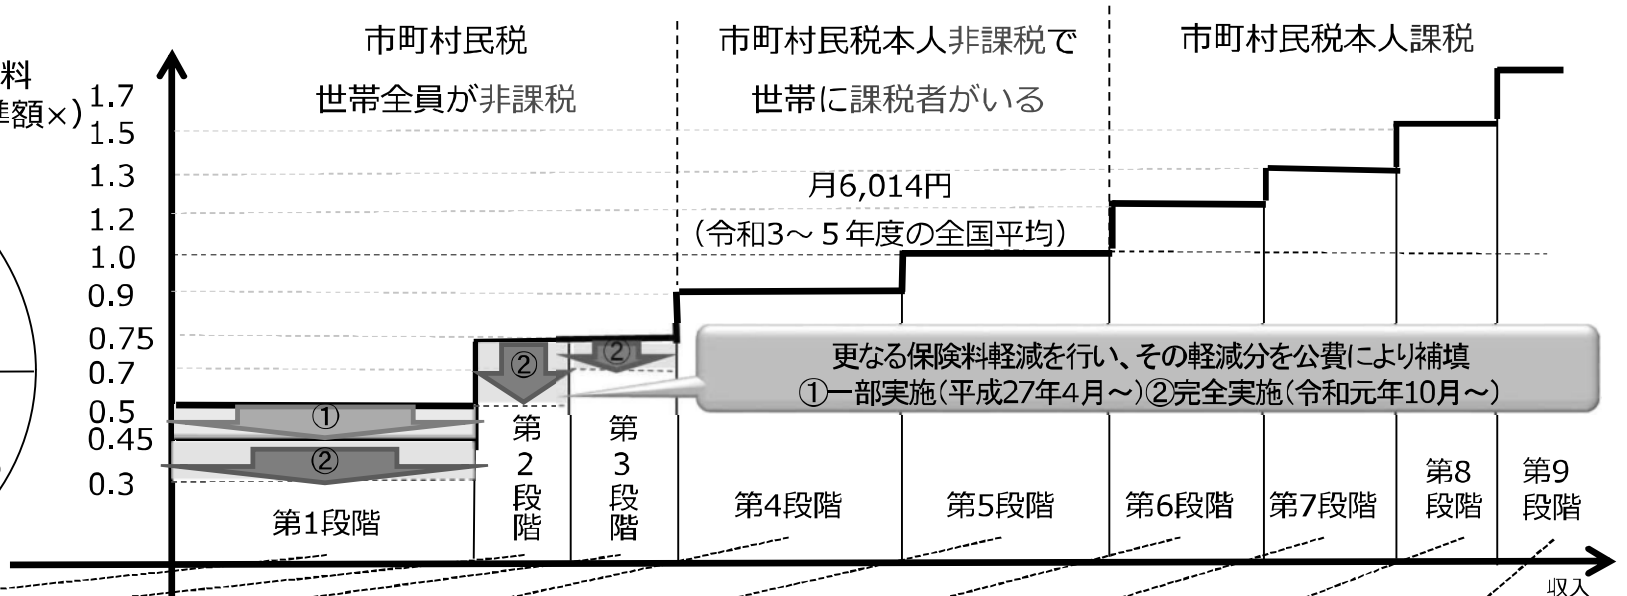 市町村民税
世帯全員が非課税
市町村民税本人非課税で
世帯に課税者がいる
市町村民税本人課税
料
準額×)
1.7
1.5
1.3
1.2
1.0
0.9
0.75
0.7
0.5
0.45
0.3
月6,014円
（令和3～５年度の全国平均）
更なる保険料軽減を行い、その軽減分を公費により補填
①一部実施(平成27年4月～)②完全実施(令和元年10月～)
①
②
②
②
第1段階
第2段階
第3段階
第4段階
第5段階
第6段階
第7段階
第8
段階
第9
段階
収入